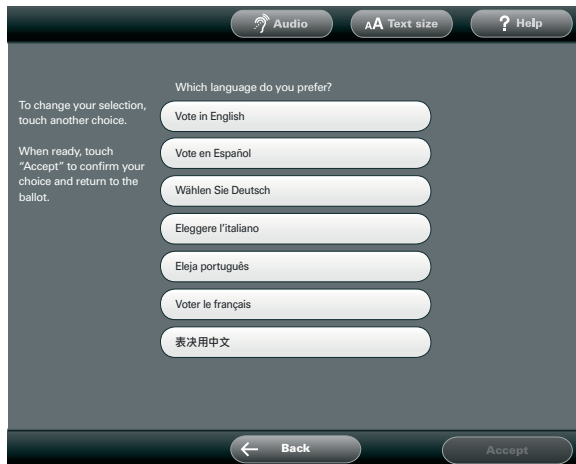 Audio
AA Text size
? Help
Which language do you prefer?
To change your selection,
touch another choice.
When ready, touch
“Accept” to confirm your
choice and return to the
ballot.
Vote in English
Vote en Español
Wählen Sie Deutsch
Eleggere l'italiano
Eleja português
Voter le français
表决用中文
Back
Accept